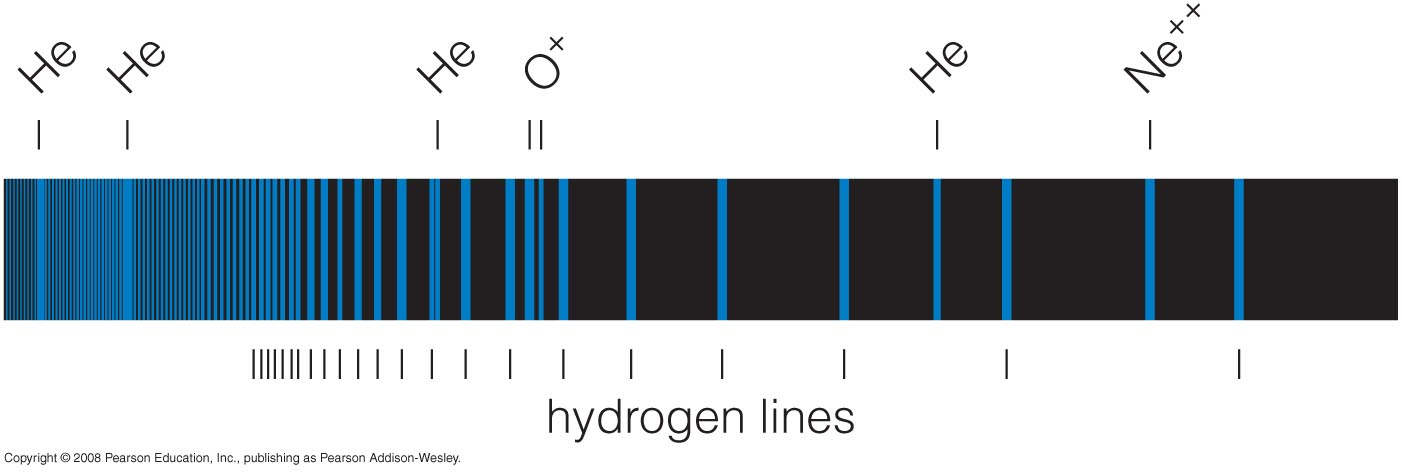 He He He O⁺ He Ne⁺⁺
hydrogen lines
Copyright © 2008 Pearson Education, Inc., publishing as Pearson Addison-Wesley.